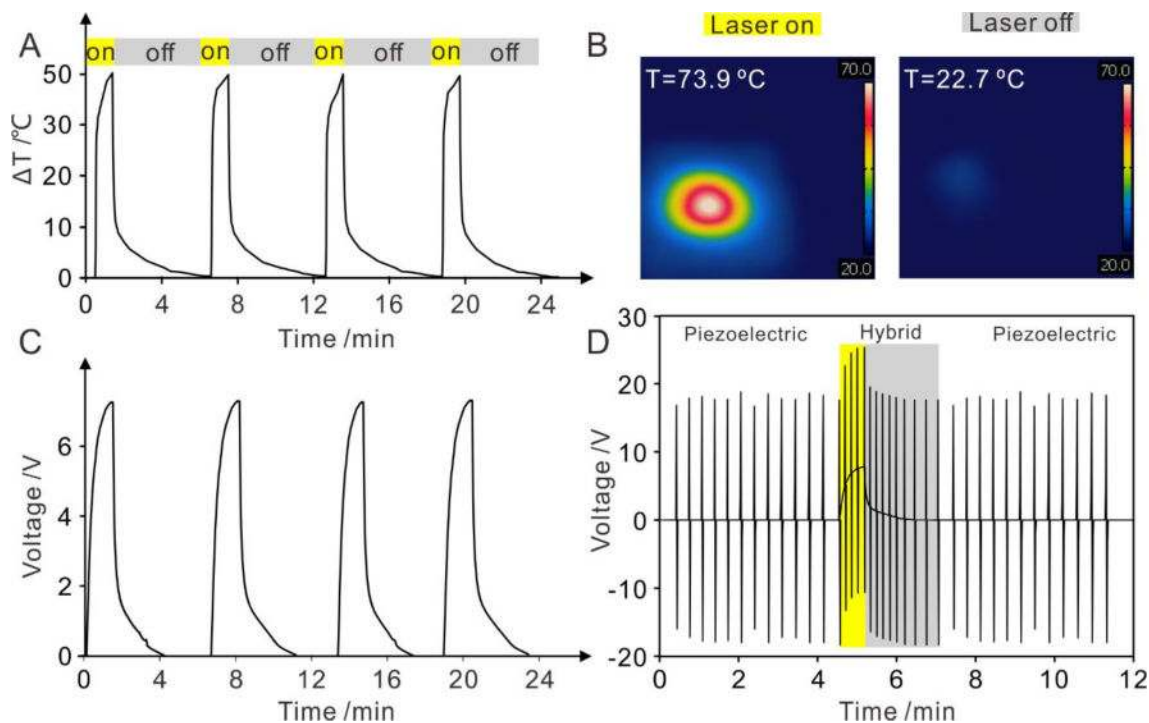 Laser on
Laser off
A
on off on off on off on off
50
30
20
10
0
ΔT /℃
0 4 8 12 16 20 24
Time /min
B
T=73.9 ºC
70.0
20.0
T=22.7 ºC
70.0
20.0
C
6
4
2
0
Voltage /V
0 4 8 12 16 20 24
Time /min
D
30
20
10
0
-10
-20
Voltage /V
Piezoelectric Hybrid Piezoelectric
0 2 4 6 8 10 12
Time /min